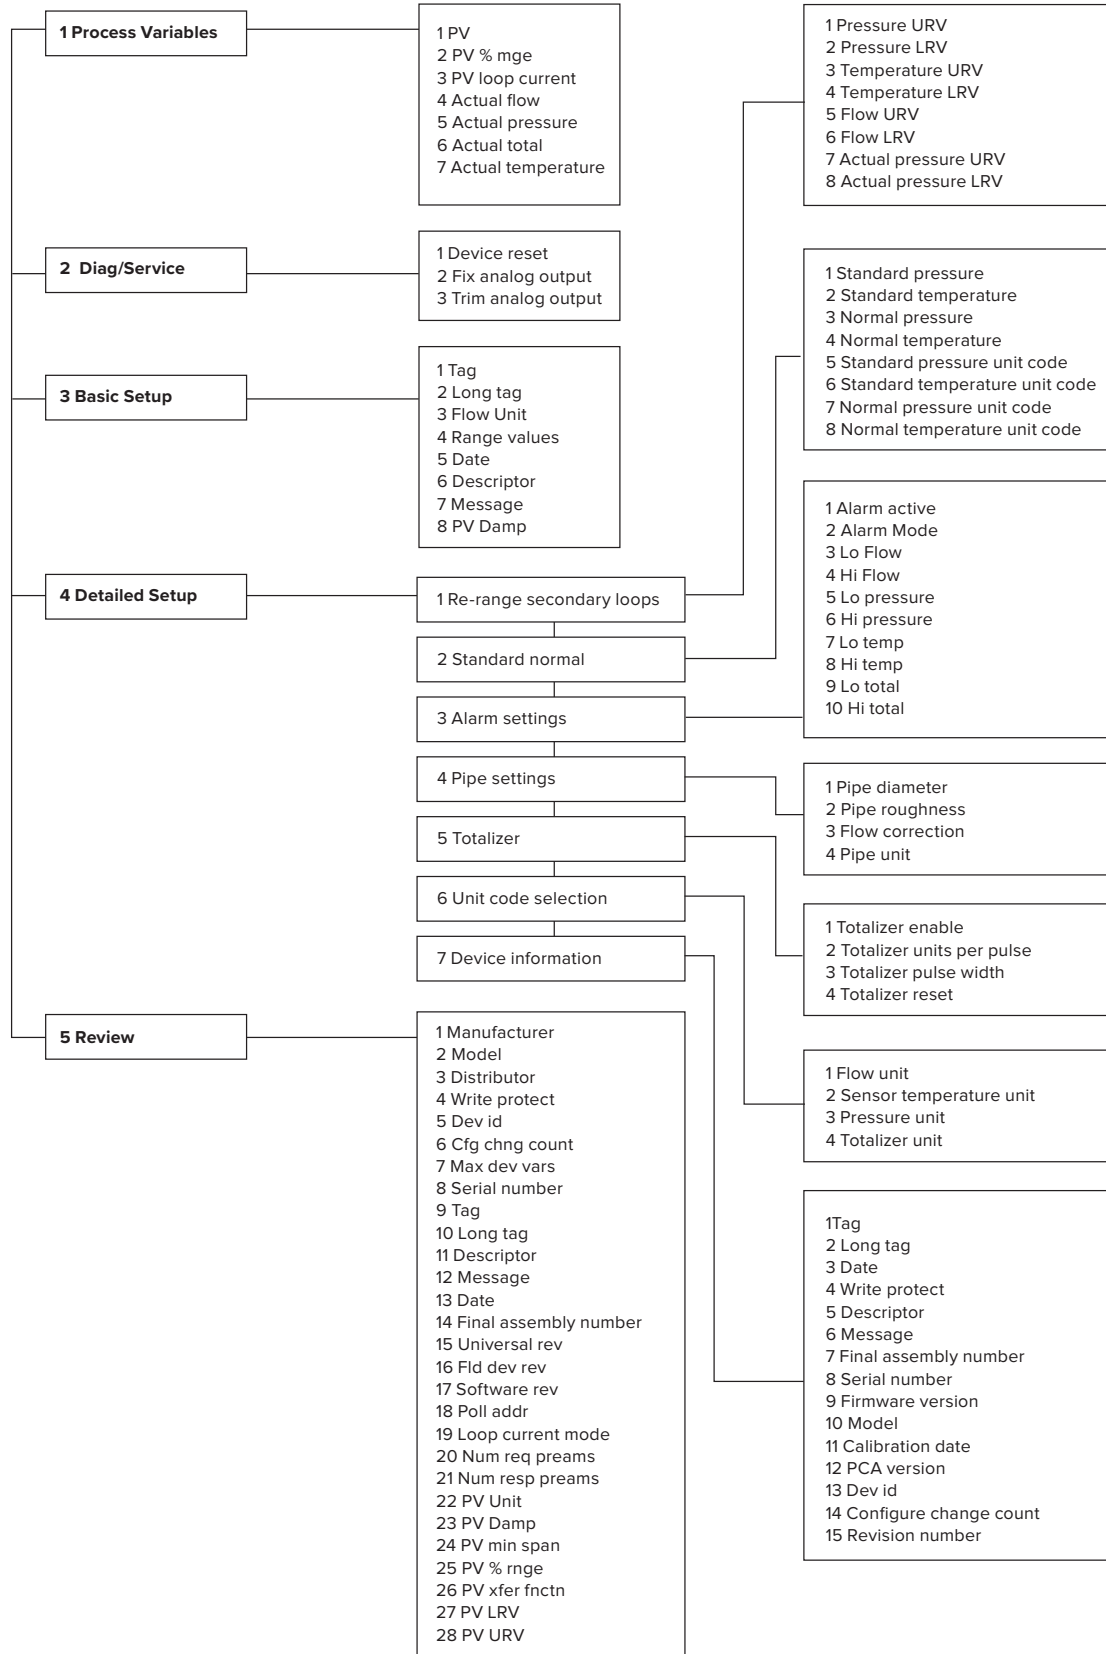 1 Process Variables
1 PV
2 PV % mge
3 PV loop current
4 Actual flow
5 Actual pressure
6 Actual total
7 Actual temperature
1 Pressure URV
2 Pressure LRV
3 Temperature URV
4 Temperature LRV
5 Flow URV
6 Flow LRV
7 Actual pressure URV
8 Actual pressure LRV
2 Diag/Service
1 Device reset
2 Fix analog output
3 Trim analog output
1 Standard pressure
2 Standard temperature
3 Normal pressure
4 Normal temperature
5 Standard pressure unit code
6 Standard temperature unit code
7 Normal pressure unit code
8 Normal temperature unit code
3 Basic Setup
1 Tag
2 Long tag
3 Flow Unit
4 Range values
5 Date
6 Descriptor
7 Message
8 PV Damp
1 Alarm active
2 Alarm Mode
3 Lo Flow
4 Hi Flow
5 Lo pressure
6 Hi pressure
7 Lo temp
8 Hi temp
9 Lo total
10 Hi total
4 Detailed Setup
1 Re-range secondary loops
2 Standard normal
3 Alarm settings
4 Pipe settings
5 Totalizer
6 Unit code selection
7 Device information
1 Pipe diameter
2 Pipe roughness
3 Flow correction
4 Pipe unit
1 Totalizer enable
2 Totalizer units per pulse
3 Totalizer pulse width
4 Totalizer reset
1 Flow unit
2 Sensor temperature unit
3 Pressure unit
4 Totalizer unit
1Tag
2 Long tag
3 Date
4 Write protect
5 Descriptor
6 Message
7 Final assembly number
8 Serial number
9 Firmware version
10 Model
11 Calibration date
12 PCA version
13 Dev id
14 Configure change count
15 Revision number
5 Review
1 Manufacturer
2 Model
3 Distributor
4 Write protect
5 Dev id
6 Cfg chng count
7 Max dev vars
8 Serial number
9 Tag
10 Long tag
11 Descriptor
12 Message
13 Date
14 Final assembly number
15 Universal rev
16 Fld dev rev
17 Software rev
18 Poll addr
19 Loop current mode
20 Num req preams
21 Num resp preams
22 PV Unit
23 PV Damp
24 PV min span
25 PV % rnge
26 PV xfer fnctn
27 PV LRV
28 PV URV